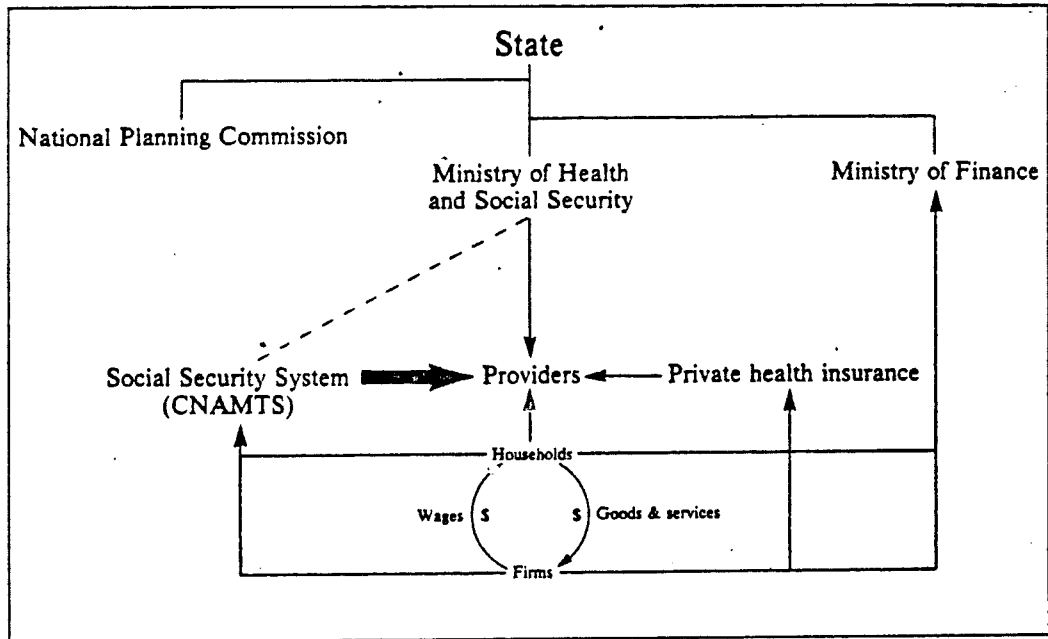 State
National Planning Commission
Ministry of Health
and Social Security
Ministry of Finance
Social Security System
(CNAMTS)
Providers
Private health insurance
Households
Wages $
$ Goods & services
Firms